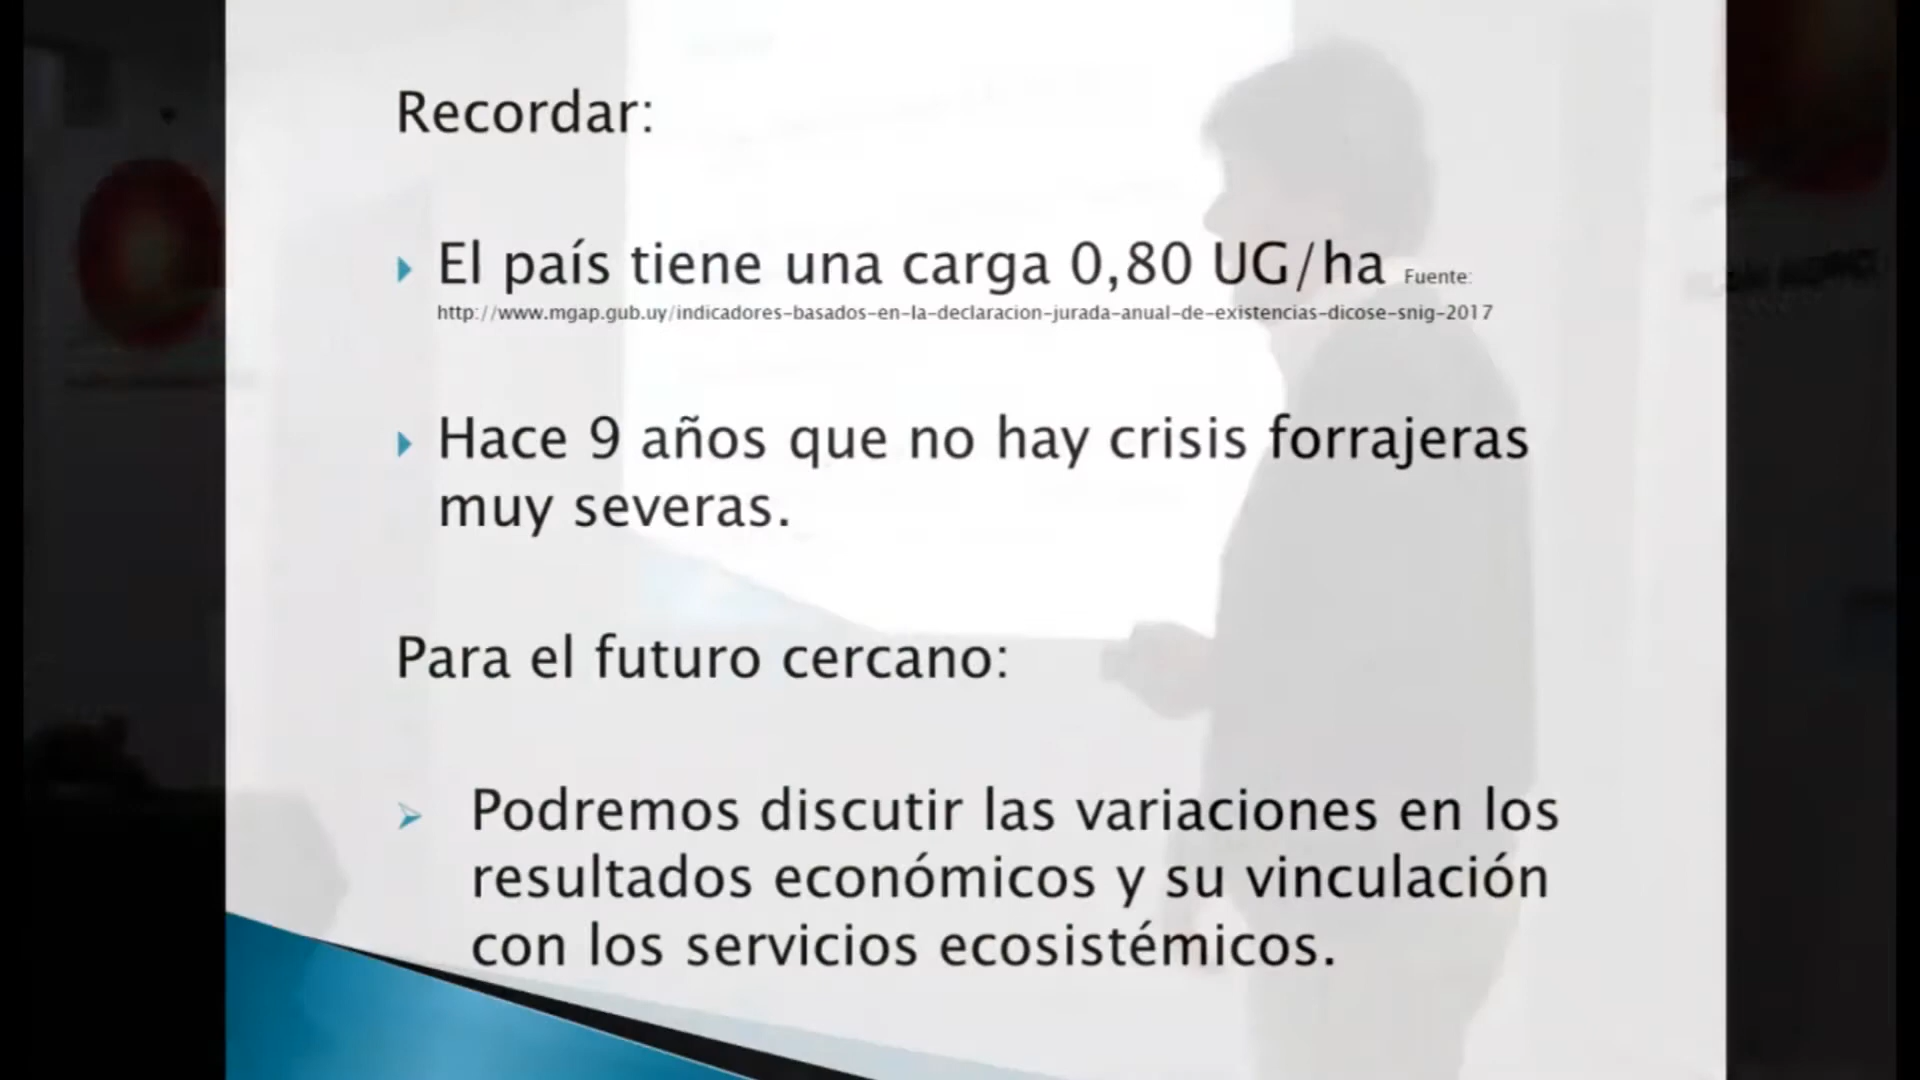 Recordar:
El país tiene una carga 0,80 UG/ha Fuente:
http://www.mgap.gub.uy/indicadores-basados-en-la-declaracion-jurada-anual-de-existencias-dicose-snig-2017
Hace 9 años que no hay crisis forrajeras
muy severas.
Para el futuro cercano:
Podremos discutir las variaciones en los
resultados económicos y su vinculación
con los servicios ecosistémicos.